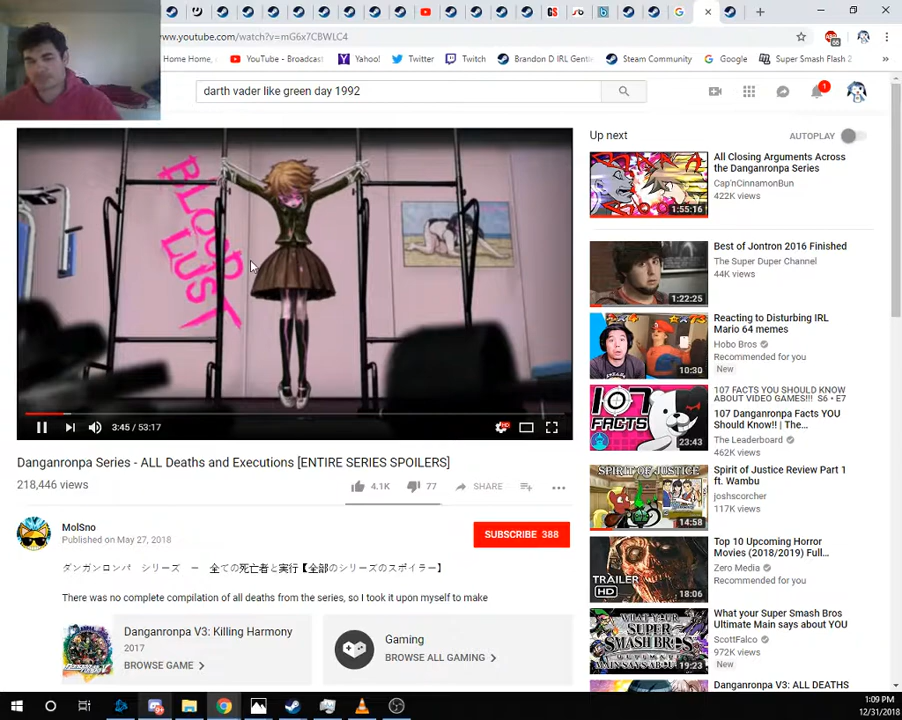 www.youtube.com/watch?v=mG6x7CBWLC4
Home Home,
YouTube - Broadcast
Yahoo!
Twitter
Twitch
Brandon D IRL Gentl
Steam Community
Google
Super Smash Flash 2
darth vader like green day 1992
1
BLOOD
LUST
3:45 / 53:17
HD
Danganronpa Series - ALL Deaths and Executions [ENTIRE SERIES SPOILERS]
218,446 views
4.1K
77
SHARE
MolSno
Published on May 27, 2018
SUBSCRIBE 388
ダンガンロンパ シリーズ ー 全ての死亡者と実行【全部のシリーズのスポイラー】
There was no complete compilation of all deaths from the series, so I took it upon myself to make
Danganronpa V3: Killing Harmony
2017
BROWSE GAME
Gaming
BROWSE ALL GAMING
Up next
AUTOPLAY
All Closing Arguments Across
the Danganronpa Series
Cap'nCinnamonBun
422K views
1:55:16
Best of Jontron 2016 Finished
The Super Duper Channel
44K views
1:22:25
Reacting to Disturbing IRL
Mario 64 memes
Hobo Bros
Recommended for you
New
10:30
107 FACTS YOU SHOULD KNOW
ABOUT VIDEO GAMES!!! S6 • E7
107 Danganronpa Facts YOU
Should Know!! | The...
The Leaderboard
462K views
107
FACTS
23:43
Spirit of Justice Review Part 1
ft. Wambu
joshscorcher
117K views
SPIRIT OF JUSTICE
14:58
Top 10 Upcoming Horror
Movies (2018/2019) Full...
Zero Media
Recommended for you
TRAILER
HD
18:06
What your Super Smash Bros
Ultimate Main says about YOU
ScottFalco
972K views
New
WHAT YOUR
SUPER
SMASH BROS
ULTIMATE
MAIN SAYS ABOUT
19:23
Danganronpa V3: ALL DEATHS
1:09 PM
12/31/2018